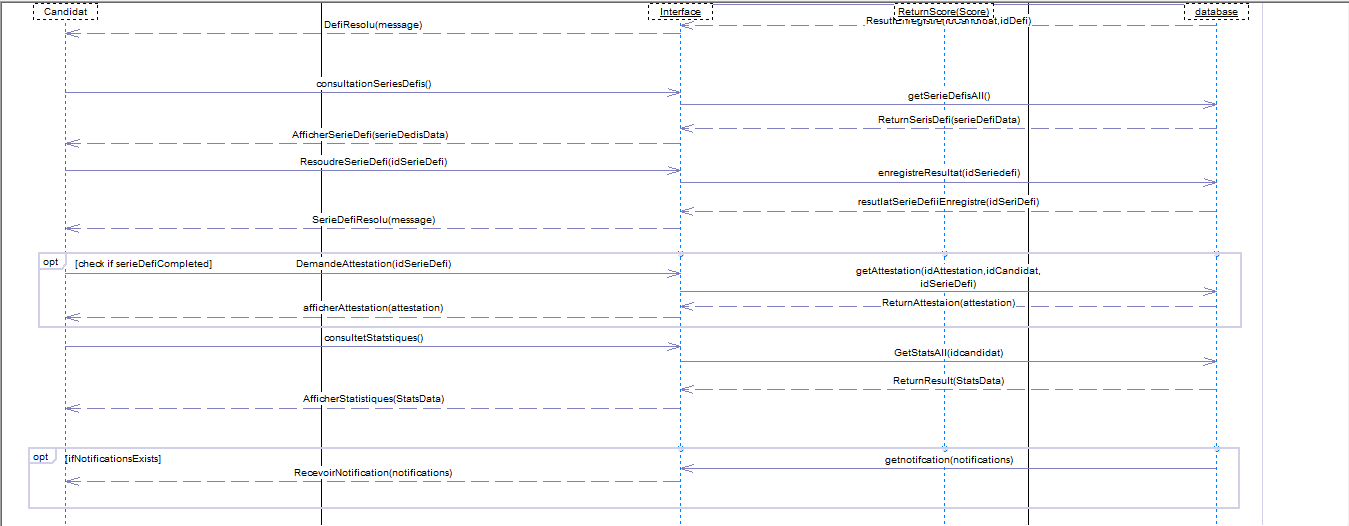 Candidat
Interface
ReturnScore(Score)
database
DefiResolu(message)
consultationSeriesDefis()
getSerieDefisAll()
ReturnSerisDefi(serieDefiData)
AfficherSerieDefi(serieDedisData)
ResoudreSerieDefi(idSerieDefi)
enregistreResultat(idSeriedefi)
resutlatSerieDefiiEnregistre(idSeriDefi)
SerieDefiResolu(message)
opt
[check if serieDefiCompleted]
DemandeAttestation(idSerieDefi)
getAttestation(idAttestation,idCandidat,
idSerieDefi)
ReturnAttestaion(attestation)
afficherAttestation(attestation)
consultetStatstiques()
GetStatsAll(idcandidat)
ReturnResult(StatsData)
AfficherStatistiques(StatsData)
opt
[ifNotificationsExists]
getnotifcation(notifications)
RecevoirNotification(notifications)